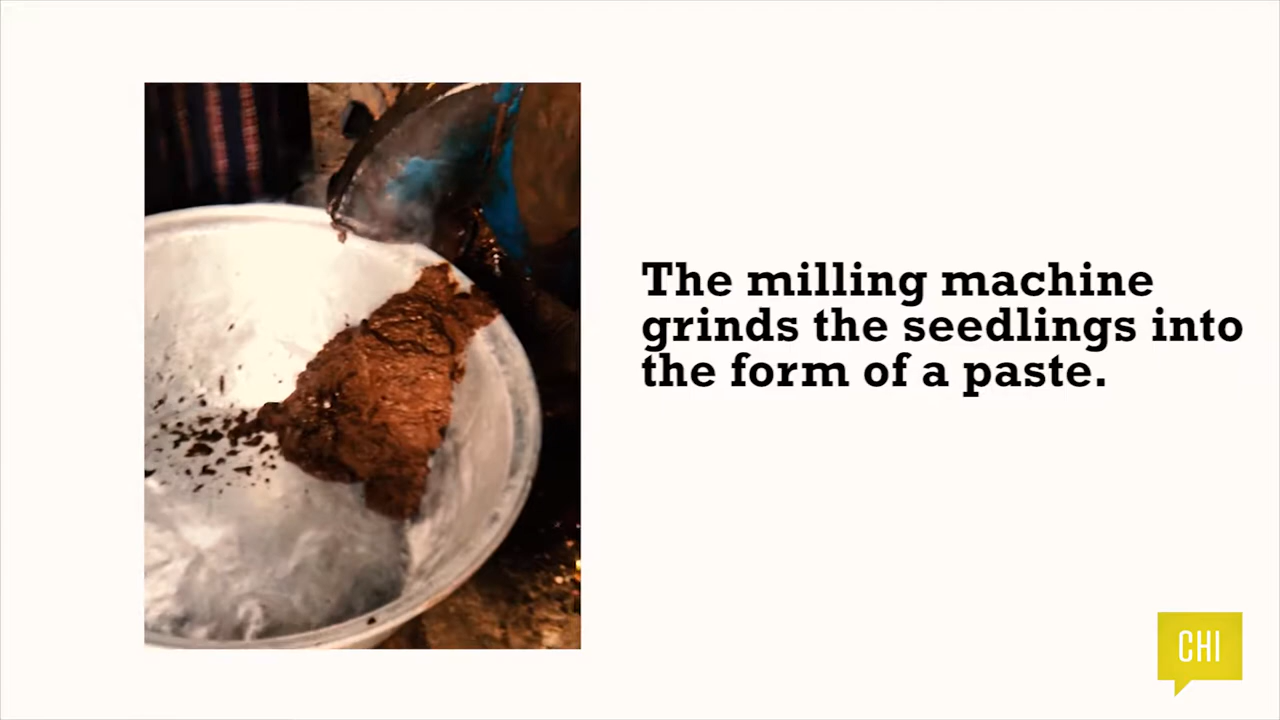 The milling machine
grinds the seedlings into
the form of a paste.
CHI